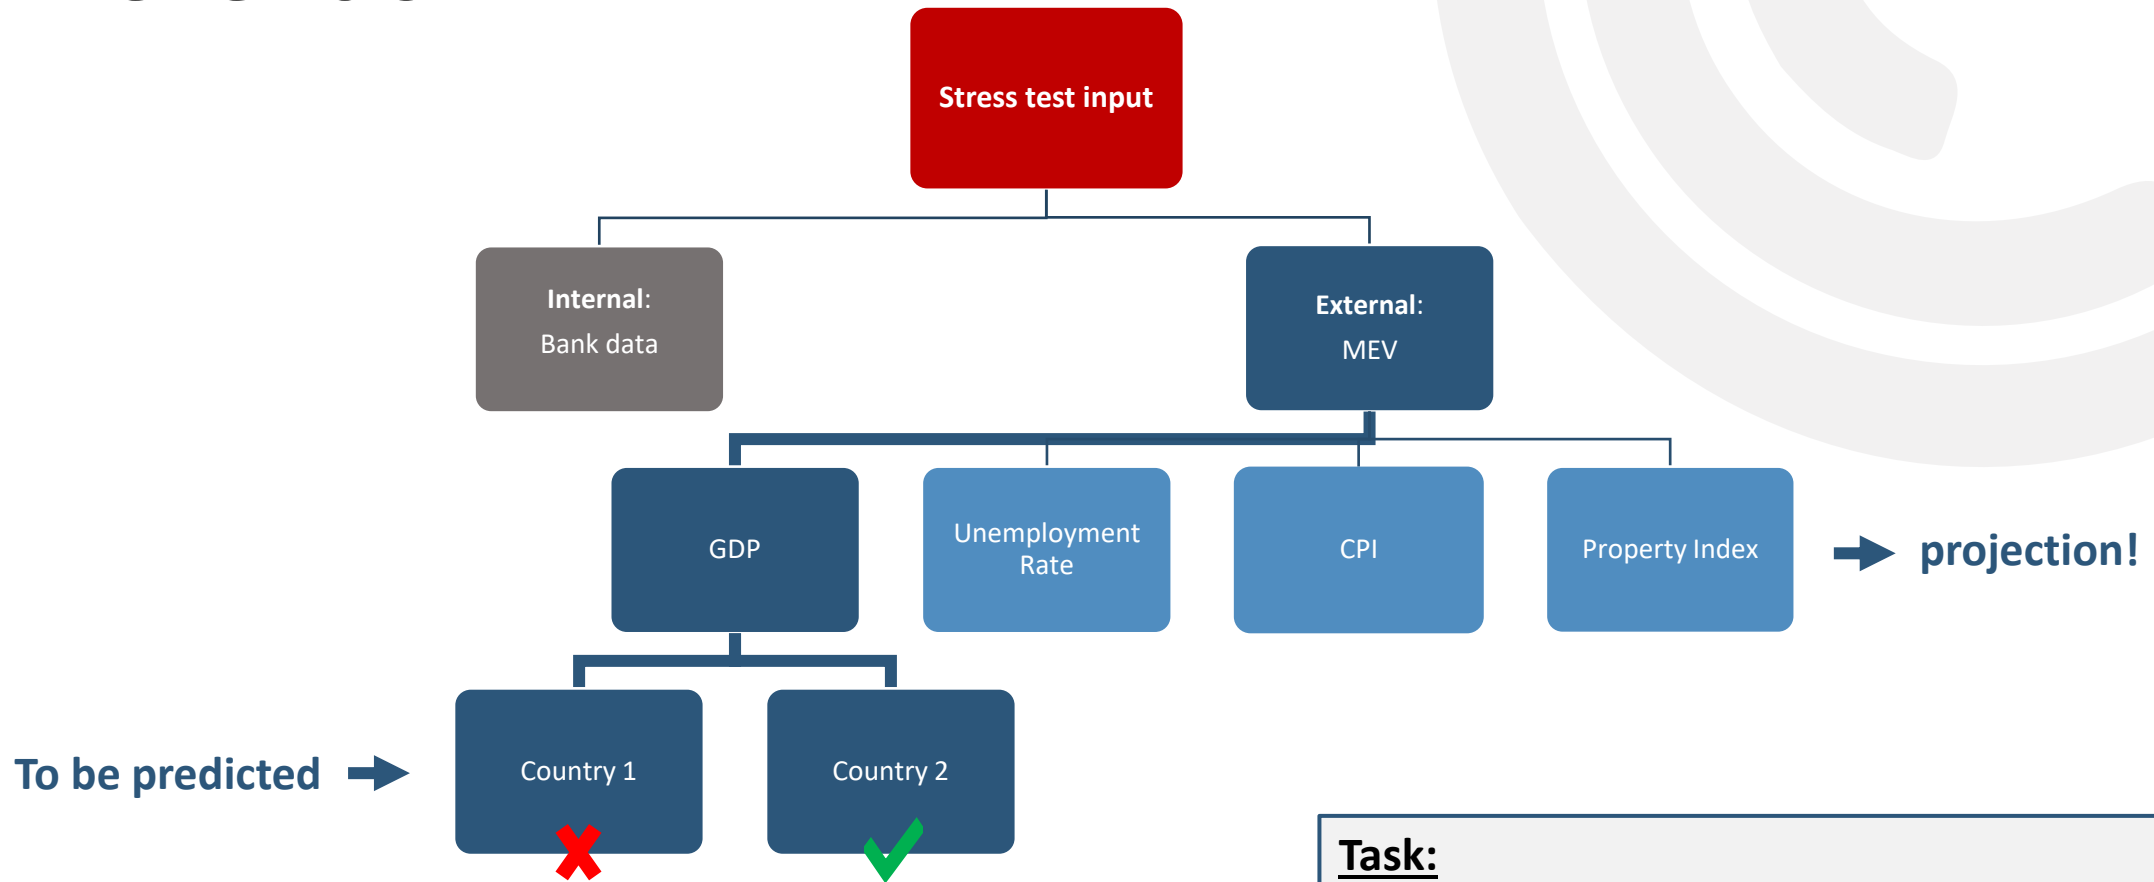 Stress test input
Internal:
Bank data
External:
MEV
GDP
Unemployment
Rate
CPI
Property Index
projection!
To be predicted
Country 1
Country 2
Task: